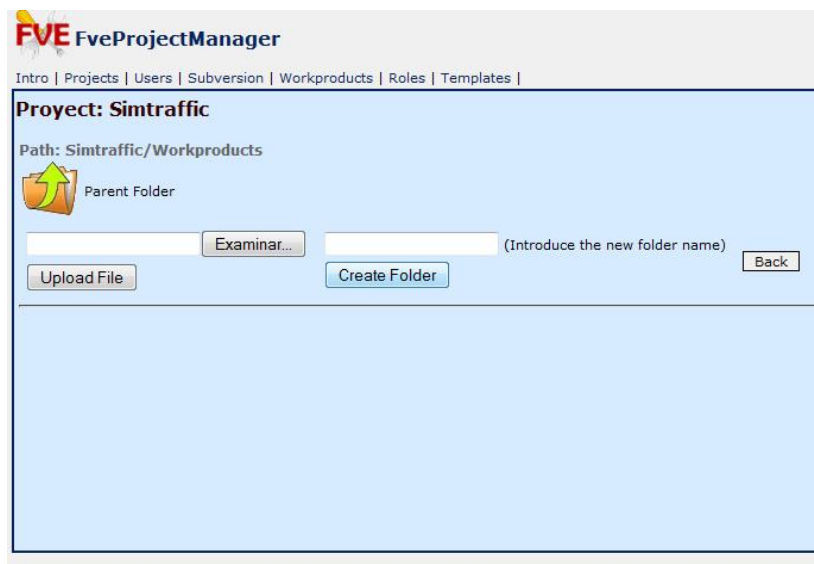 FVE FveProjectManager
Intro | Projects | Users | Subversion | Workproducts | Roles | Templates |
Proyect: Simtraffic
Path: Simtraffic/Workproducts
Parent Folder
Examinar... (Introduce the new folder name)
Back
Upload File Create Folder